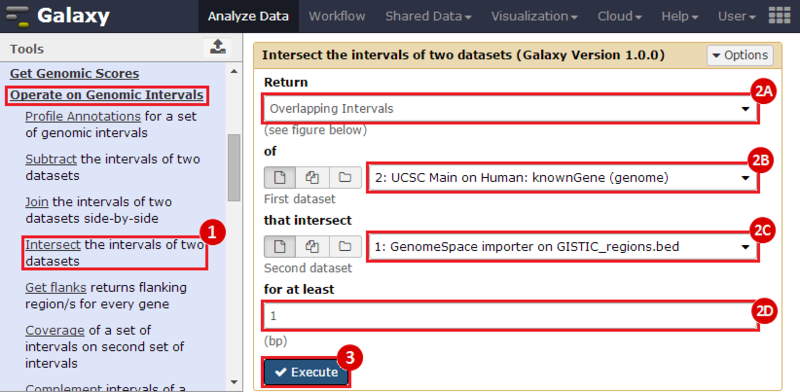 Galaxy
Analyze Data Workflow Shared Data Visualization Cloud Help User
Tools
Get Genomic Scores
Operate on Genomic Intervals
Profile Annotations for a
set of genomic intervals
Subtract the intervals of two
datasets
Join the intervals of two
datasets side-by-side
1
Intersect the intervals of two
datasets
Get flanks returns flanking
region/s for every gene
Coverage of a set of
intervals on second set of
intervals
Complement intervals of a
Intersect the intervals of two datasets (Galaxy Version 1.0.0)
Options
Return
2A
Overlapping Intervals
(see figure below)
of
2B
2: UCSC Main on Human: knownGene (genome)
First dataset
that intersect
2C
1: GenomeSpace importer on GISTIC_regions.bed
Second dataset
for at least
2D
1
(bp)
3
Execute